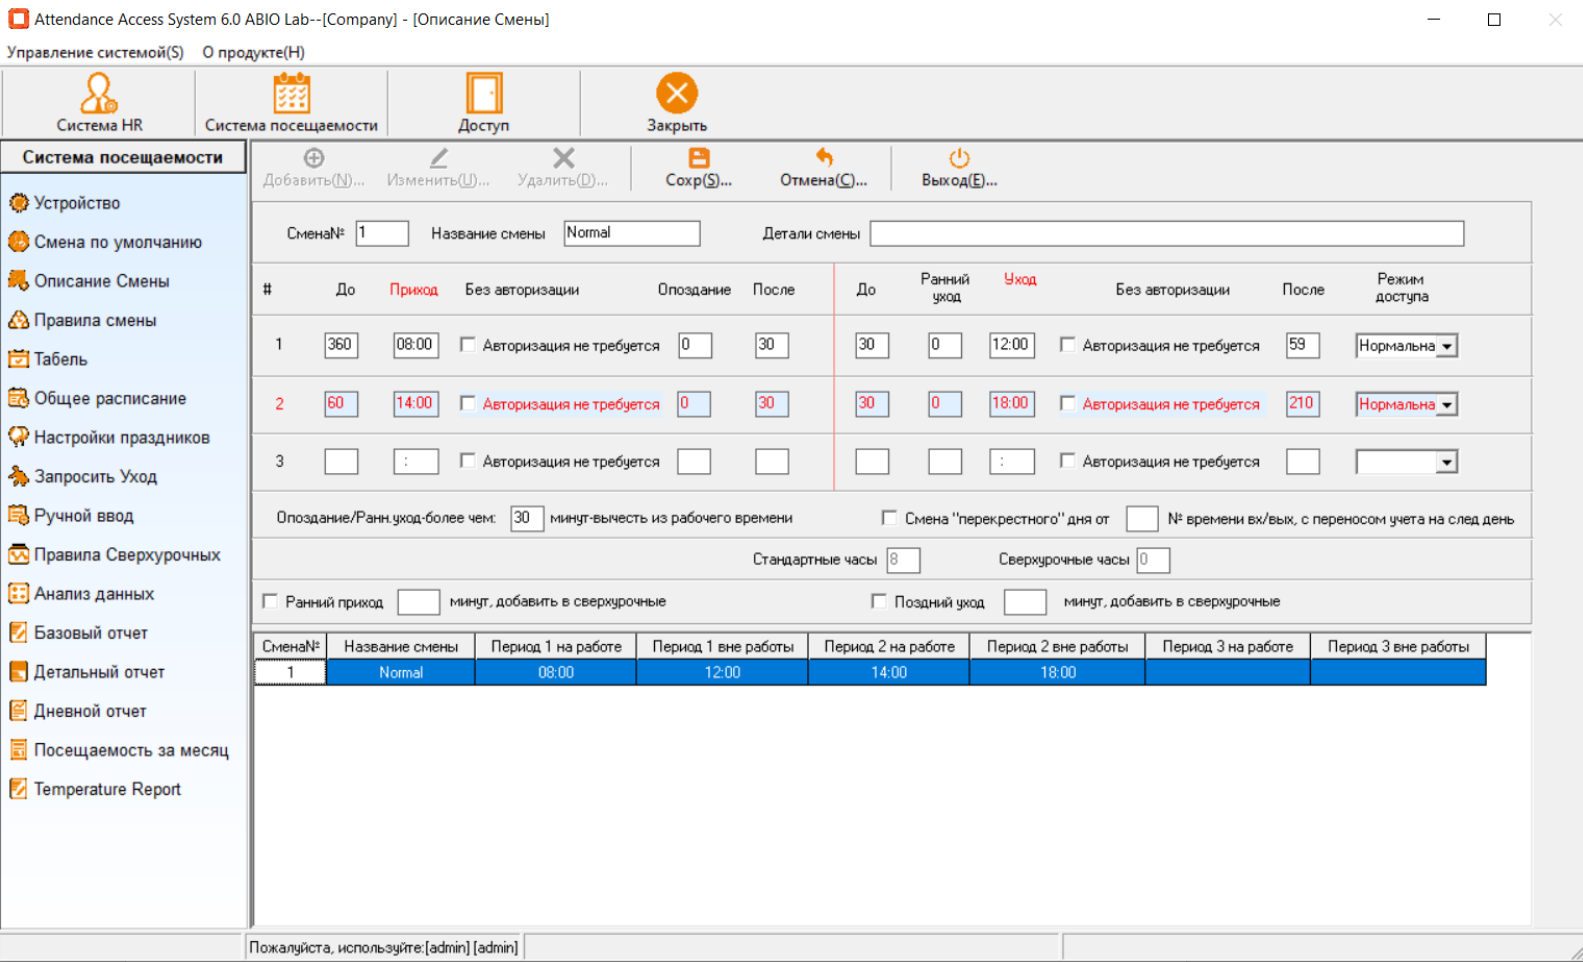 Attendance Access System 6.0 ABIO Lab--[Company] - [Описание Смены]
Управление системой(S) О продукте(H)
Система HR Система посещаемости Доступ Закрыть
Система посещаемости
Добавить(N)... Изменить(U)... Удалить(D)... Сохр(S)... Отмена(C)... Выход(E)...
Устройство
Смена по умолчанию
Описание Смены
Правила смены
Табель
Общее расписание
Настройки праздников
Запросить Уход
Ручной ввод
Правила Сверхурочных
Анализ данных
Базовый отчет
Детальный отчет
Дневной отчет
Посещаемость за месяц
Temperature Report
Смена№ 1 Название смены Normal Детали смены
# До Приход Без авторизации Опоздание После До Ранний уход Уход Без авторизации После Режим доступа
1 360 08:00 Авторизация не требуется 0 30 30 0 12:00 Авторизация не требуется 59 Нормальна
2 60 14:00 Авторизация не требуется 0 30 30 0 18:00 Авторизация не требуется 210 Нормальна
3 : Авторизация не требуется : Авторизация не требуется
Опоздание/Ранн.уход-более чем: 30 минут-вычесть из рабочего времени Смена "перекрестного" дня от № времени вх/вых, с переносом учета на след день
Стандартные часы 8 Сверхурочные часы 0
Ранний приход минут, добавить в сверхурочные Поздний уход минут, добавить в сверхурочные
Смена№ Название смены Период 1 на работе Период 1 вне работы Период 2 на работе Период 2 вне работы Период 3 на работе Период 3 вне работы
1 Normal 08:00 12:00 14:00 18:00
Пожалуйста, используйте:[admin] [admin]